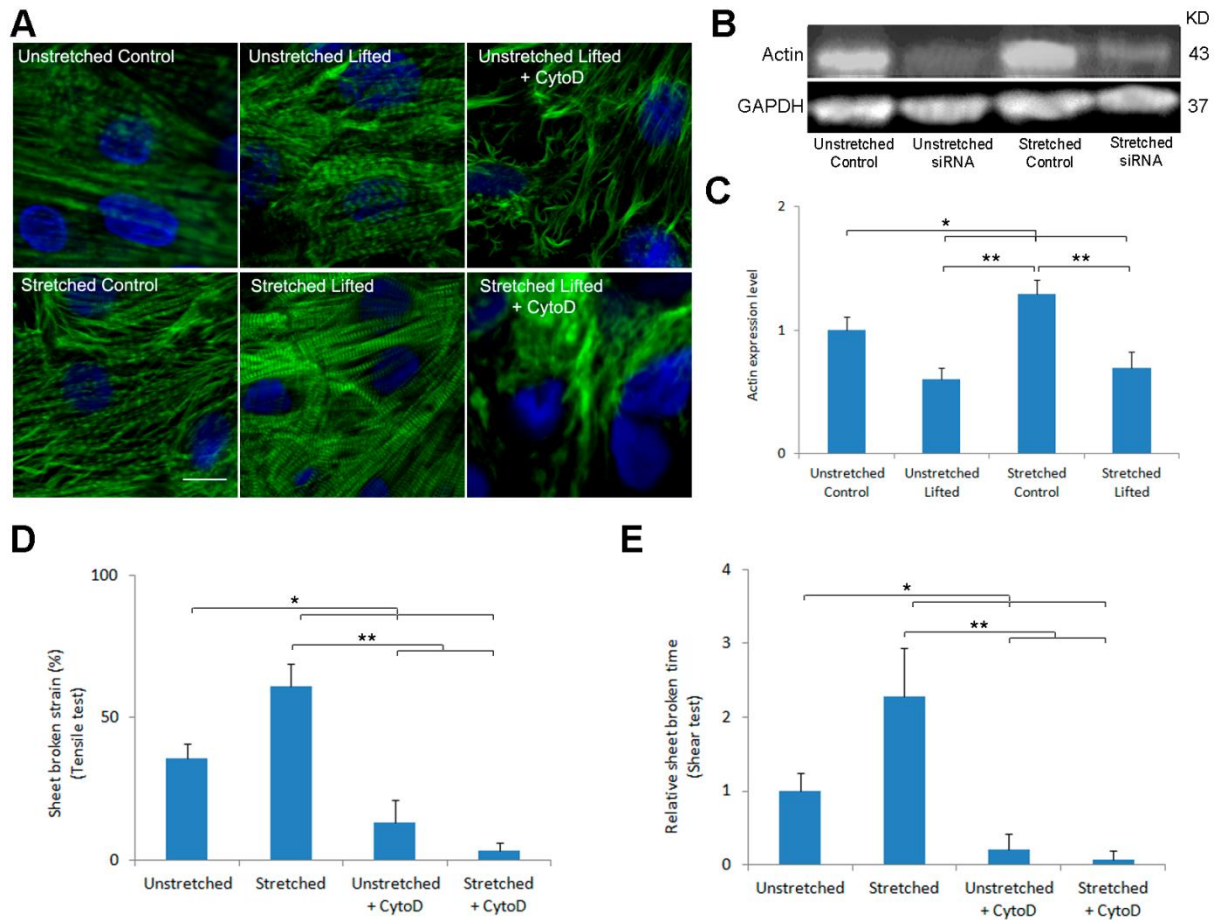 A
Unstretched Control
Unstretched Lifted
Unstretched Lifted
+ CytoD
Stretched Control
Stretched Lifted
Stretched Lifted
+ CytoD
B
KD
Actin
43
GAPDH
37
Unstretched
Control
Unstretched
siRNA
Stretched
Control
Stretched
siRNA
C
Actin expression level
2
1
0
*
**
**
Unstretched
Control
Unstretched
Lifted
Stretched
Control
Stretched
Lifted
D
Sheet broken strain (%)
(Tensile test)
100
50
0
*
**
Unstretched
Stretched
Unstretched
+ CytoD
Stretched
+ CytoD
E
Relative sheet broken time
(Shear test)
4
3
2
1
0
*
**
Unstretched
Stretched
Unstretched
+ CytoD
Stretched
+ CytoD